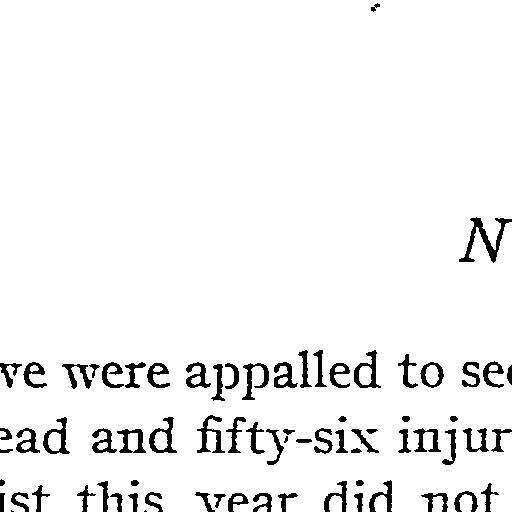 N
we were appalled to see
ead and fifty-six injur
ist this year did not